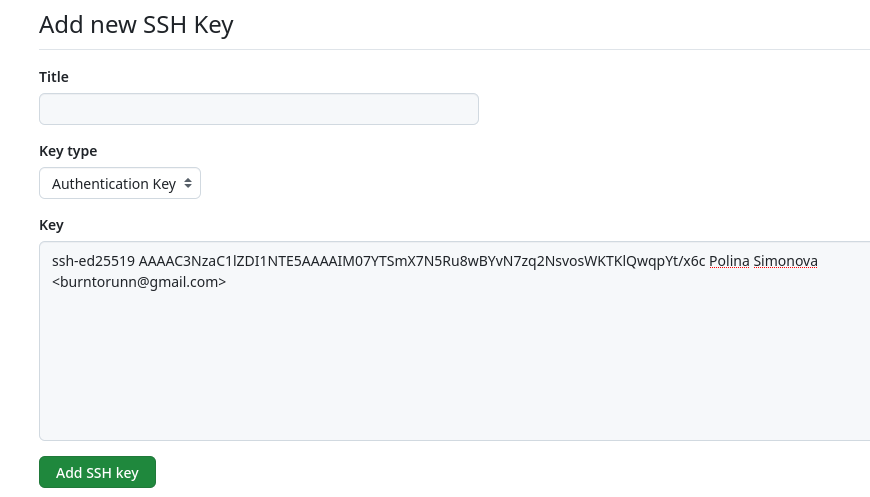 Add new SSH Key
Title
Key type
Authentication Key
Key
ssh-ed25519 AAAAC3NzaC1lZDI1NTE5AAAAIM07YTSmX7N5Ru8wBYvN7zq2NsvosWKTKlQwqpYt/x6c Polina Simonova
<burntorunn@gmail.com>
Add SSH key